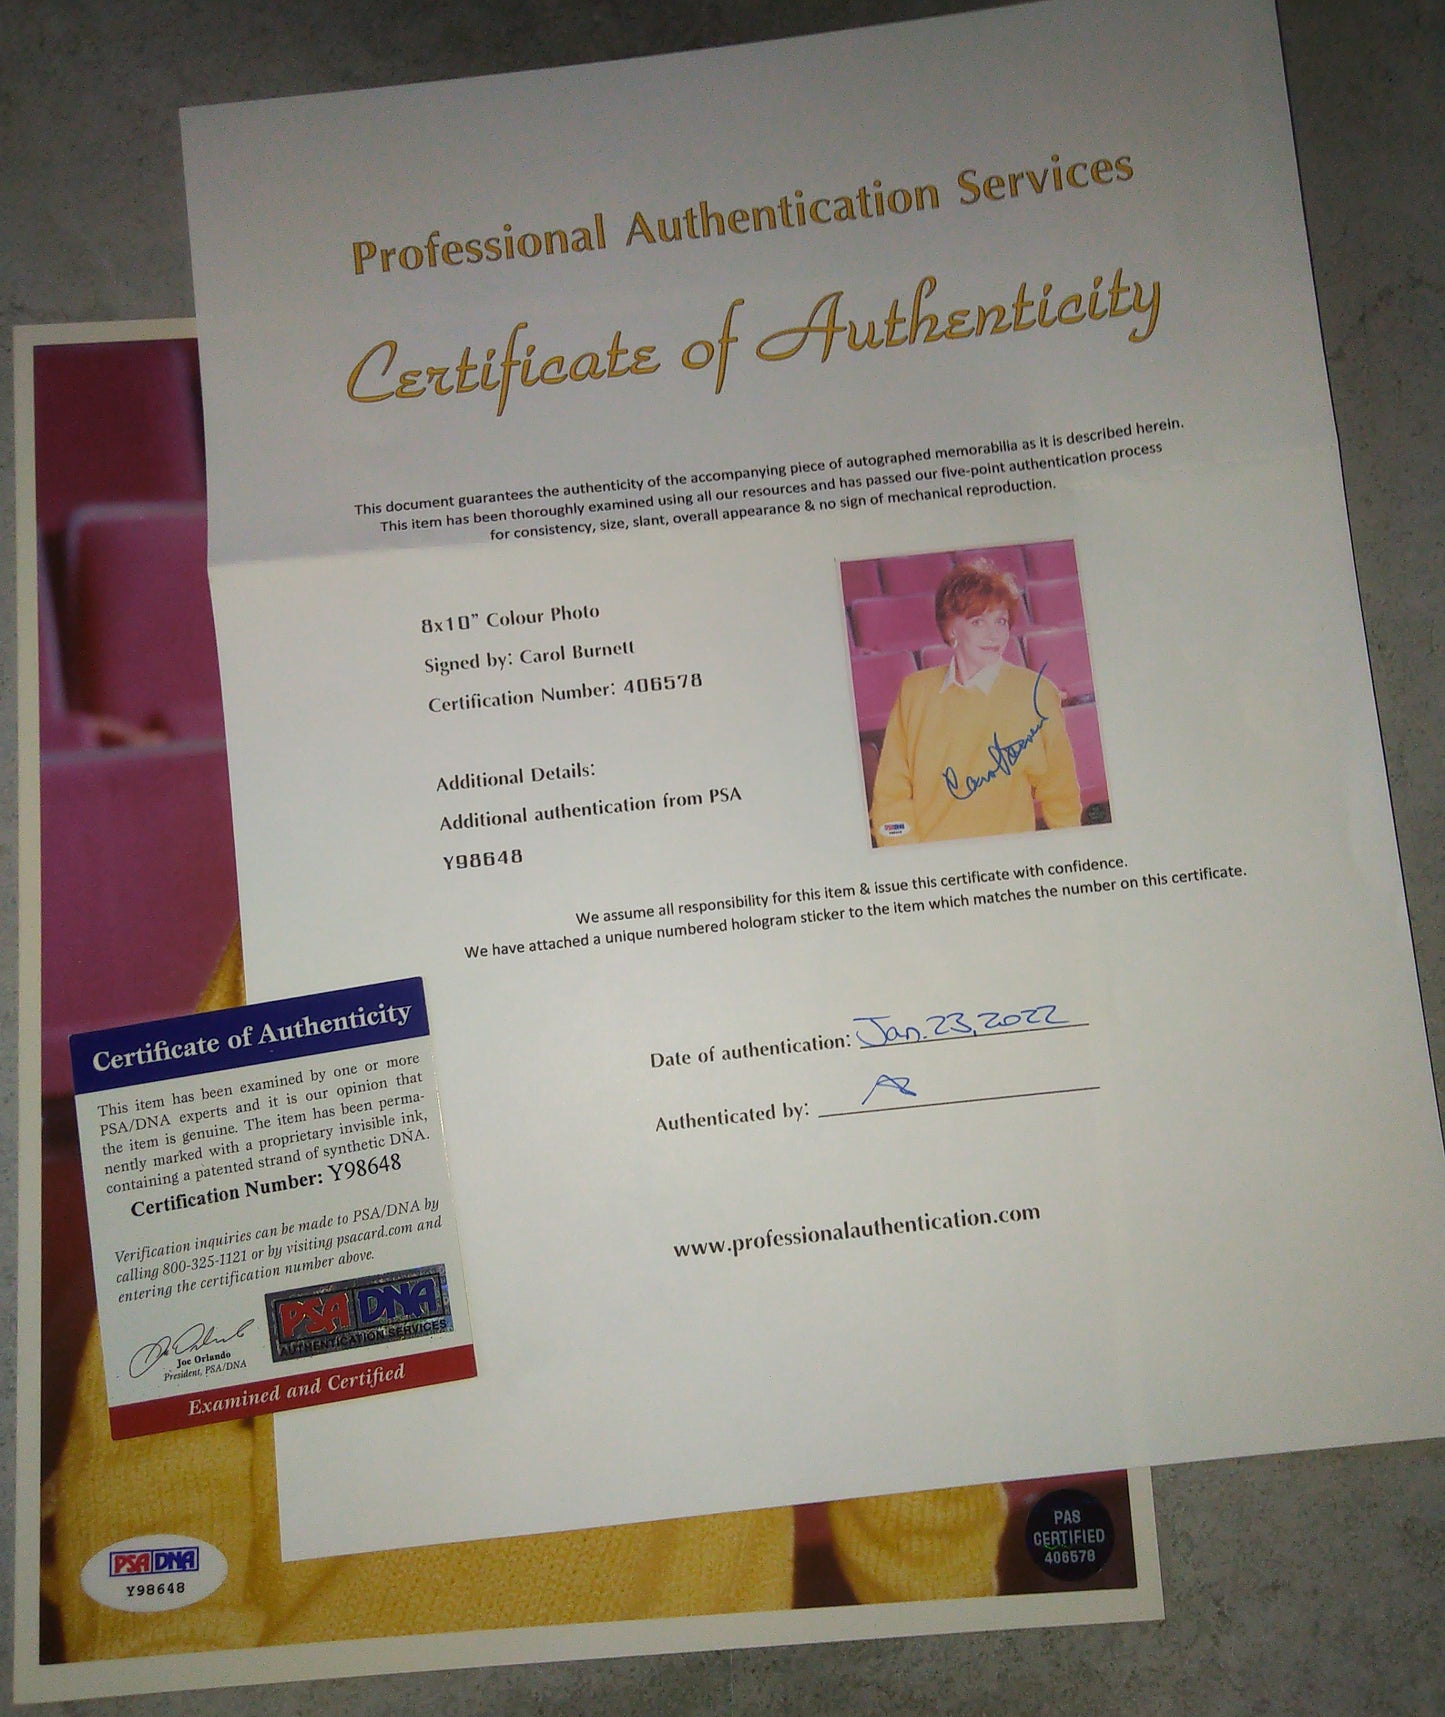 Professional Authentication Services
Certificate of Authenticity
This document guarantees the authenticity of the accompanying piece of autographed memorabilia as it is described herein.
This item has been thoroughly examined using all our resources and has passed our five-point authentication process
for consistency, size, slant, overall appearance & no sign of mechanical reproduction.
8x10" Colour Photo
Signed by: Carol Burnett
Certification Number: 406578
Additional Details:
Additional authentication from PSA
Y98648
Carol Burnett
We assume all responsibility for this item & issue this certificate with confidence.
We have attached a unique numbered hologram sticker to the item which matches the number on this certificate.
Date of authentication: Jan. 23, 2022
Authenticated by:
www.professionalauthentication.com
Certificate of Authenticity
This item has been examined by one or more
PSA/DNA experts and it is our opinion that
the item is genuine. The item has been perma-
nently marked with a proprietary invisible ink,
containing a patented strand of synthetic DNA.
Certification Number: Y98648
Verification inquiries can be made to PSA/DNA by
calling 800-325-1121 or by visiting psacard.com and
entering the certification number above.
Joe Orlando
President, PSA/DNA
PSA DNA
AUTHENTICATION SERVICES
Examined and Certified
PSA DNA
Y98648
PAS
CERTIFIED
406578